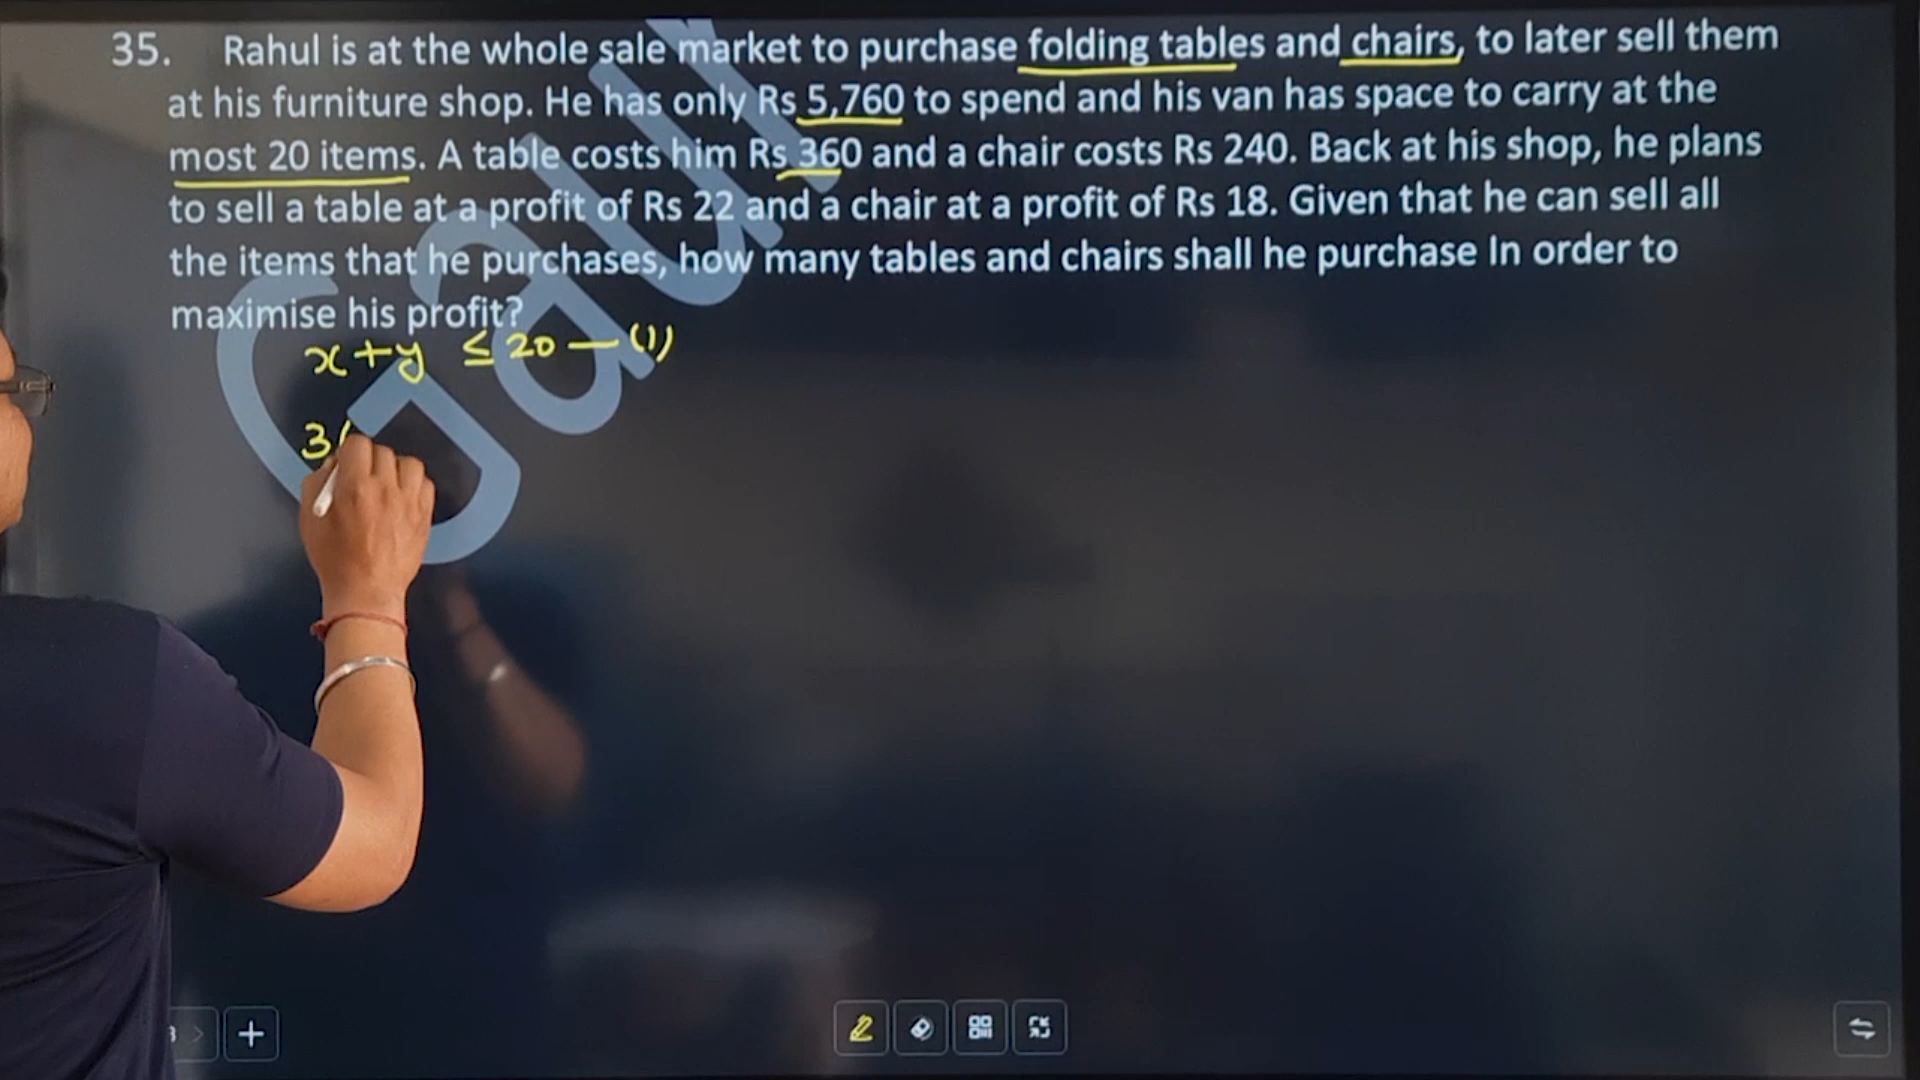 35. Rahul is at the whole sale market to purchase folding tables and chairs, to later sell them
at his furniture shop. He has only Rs 5,760 to spend and his van has space to carry at the
most 20 items. A table costs him Rs 360 and a chair costs Rs 240. Back at his shop, he plans
to sell a table at a profit of Rs 22 and a chair at a profit of Rs 18. Given that he can sell all
the items that he purchases, how many tables and chairs shall he purchase In order to
maximise his profit?
x+y ≤ 20 — (1)
3